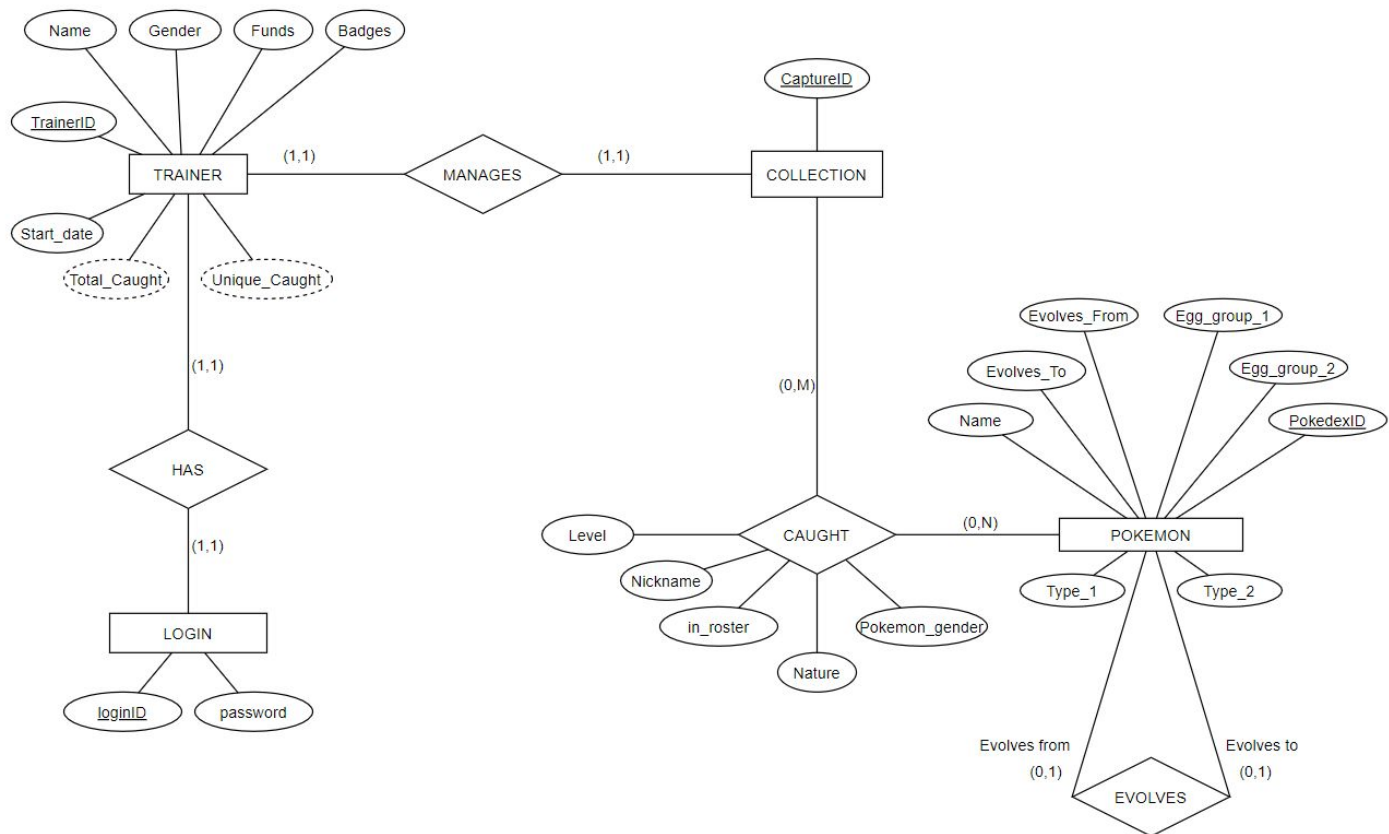 Name
Gender
Funds
Badges
CaptureID
TrainerID
(1,1)
(1,1)
TRAINER
MANAGES
COLLECTION
Start_date
Total_Caught
Unique_Caught
Evolves_From
Egg_group_1
(1,1)
Evolves_To
Egg_group_2
(0,M)
Name
PokedexID
HAS
(0,N)
Level
CAUGHT
POKEMON
(1,1)
Nickname
Type_1
Type_2
in_roster
Pokemon_gender
LOGIN
Nature
loginID
password
Evolves from
Evolves to
(0,1)
(0,1)
EVOLVES